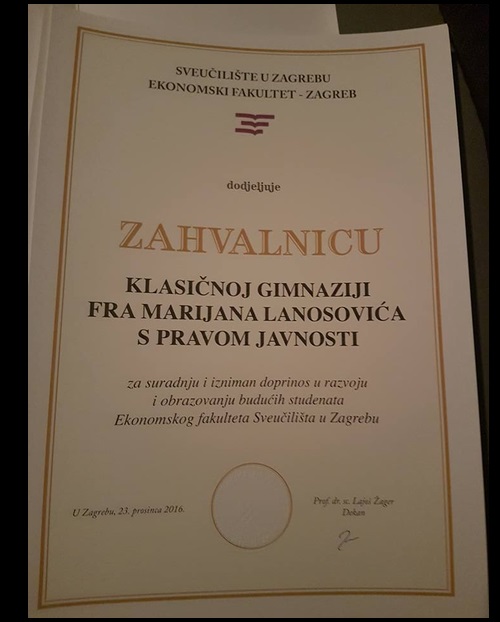 SVEUČILIŠTE U ZAGREBU
EKONOMSKI FAKULTET - ZAGREB
dodjeljuje
ZAHVALNICU
KLASIČNOJ GIMNAZIJI
FRA MARIJANA LANOSOVIĆA
S PRAVOM JAVNOSTI
za suradnju i izniman doprinos u razvoju
i obrazovanju budućih studenata
Ekonomskog fakulteta Sveučilišta u Zagrebu
U Zagrebu, 23. prosinca 2016.
Prof. dr. sc. Lajoš Žager
Dekan